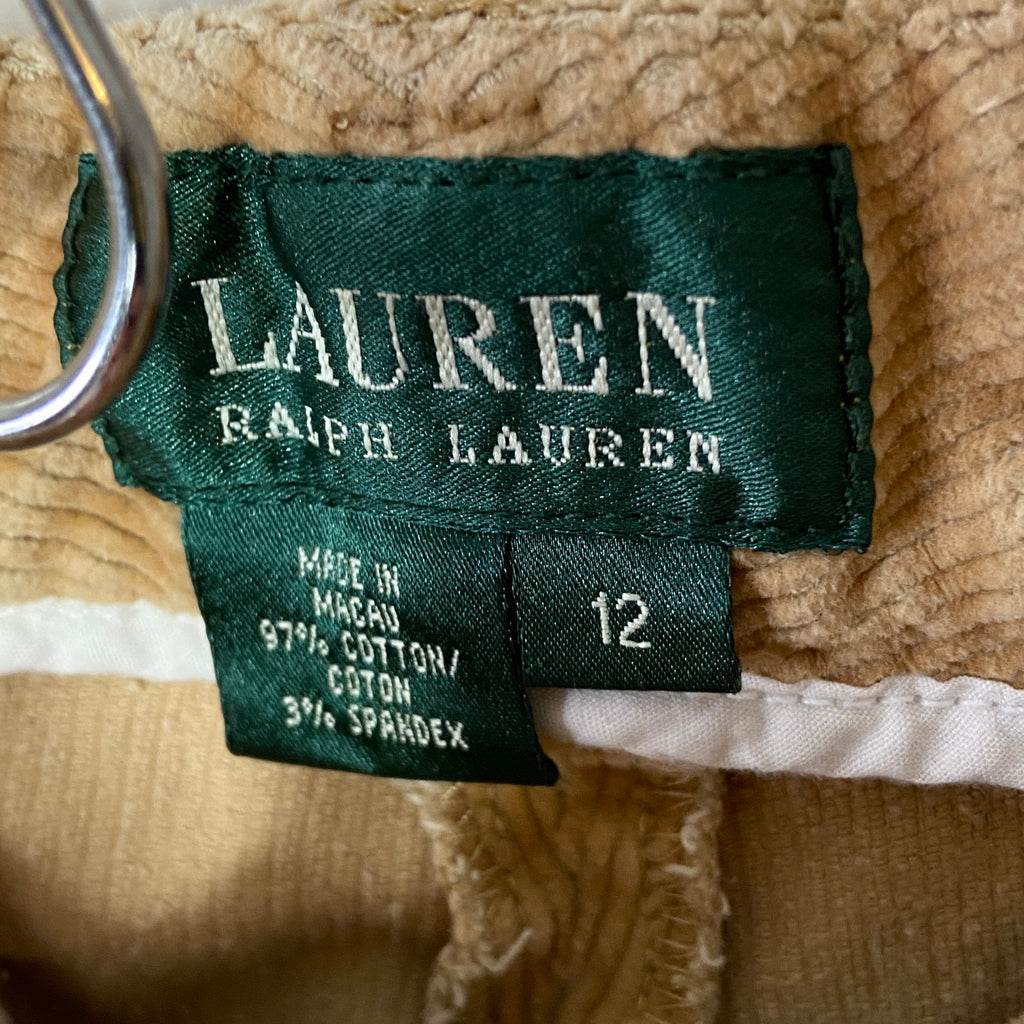 LAUREN
RALPH LAUREN
MADE IN
MACAU
97% COTTON/
COTON
3% SPANDEX
12